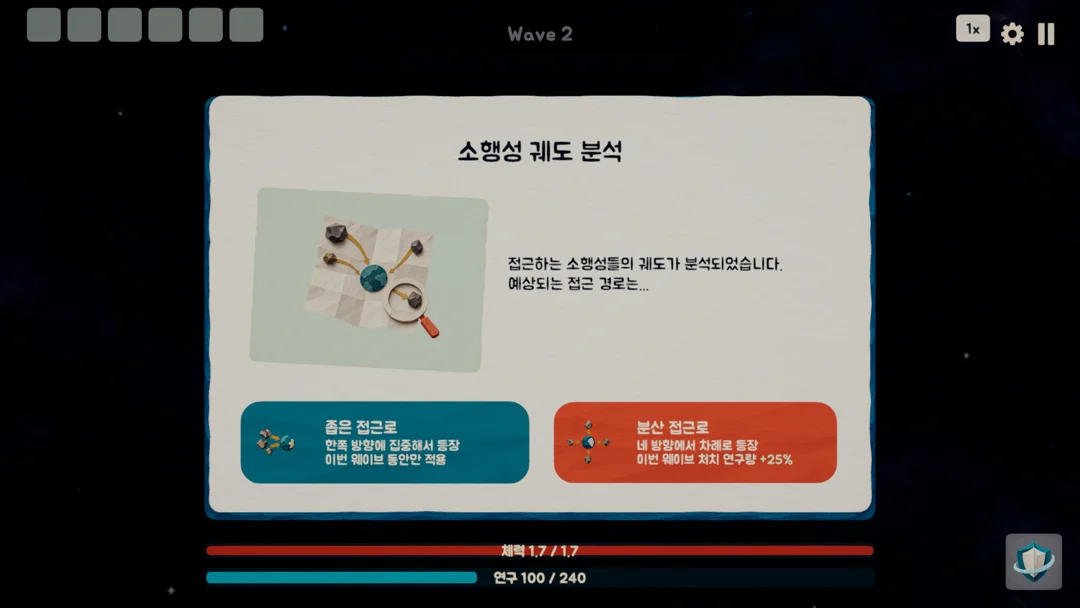 Wave 2
1x
소행성 궤도 분석
접근하는 소행성들의 궤도가 분석되었습니다.
예상되는 접근 경로는...
좁은 접근로
한쪽 방향에 집중해서 등장
이번 웨이브 동안만 적용
분산 접근로
네 방향에서 차례로 등장
이번 웨이브 처치 연구량 +25%
체력 1.7 / 1.7
연구 100 / 240